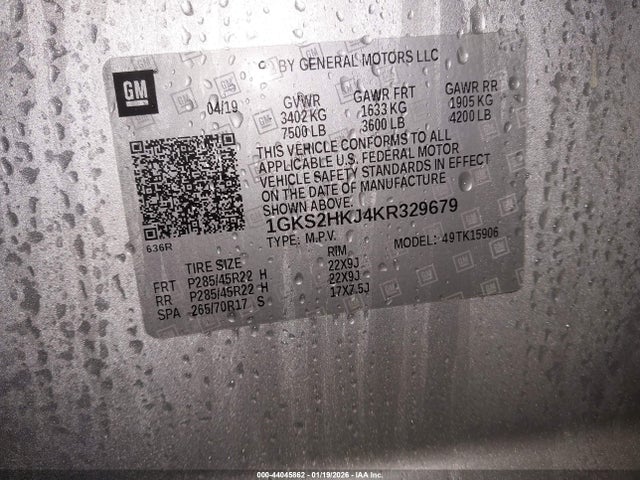 GM
BY GENERAL MOTORS LLC
04/19
GVWR GAWR FRT GAWR RR
3402 KG 1633 KG 1905 KG
7500 LB 3600 LB 4200 LB
THIS VEHICLE CONFORMS TO ALL
APPLICABLE U.S. FEDERAL MOTOR
VEHICLE SAFETY STANDARDS IN EFFECT
ON THE DATE OF MANUFACTURE
SHOWN ABOVE.
1GKS2HKJ4KR329679
636R
TYPE: M.P.V. MODEL: 49TK15906
TIRE SIZE RIM
FRT P285/45R22 H 22X9J
RR P285/45R22 H 22X9J
SPA 265/70R17 S 17X7.5J
000-44045862 - 01/19/2026 - IAA Inc.